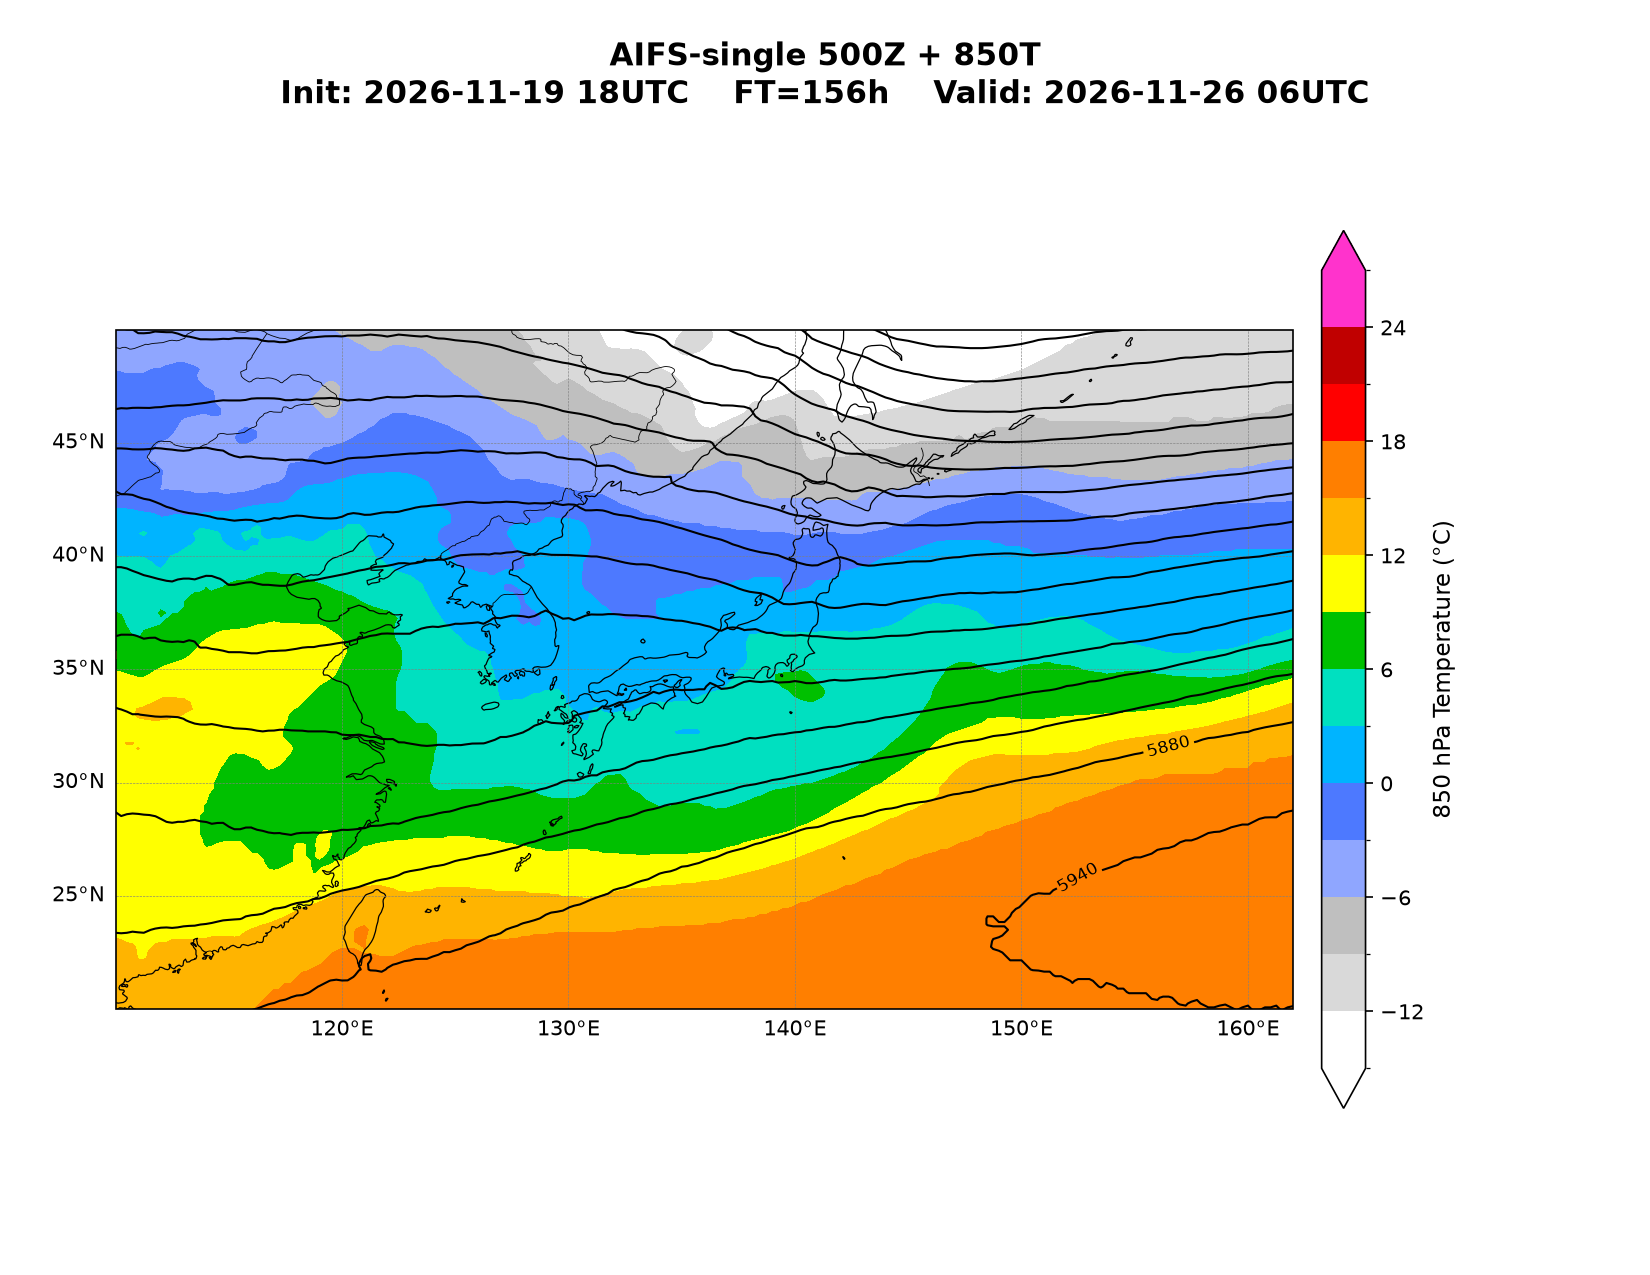 AIFS-single 500Z + 850T
Init: 2026-11-19 18UTC    FT=156h    Valid: 2026-11-26 06UTC
45°N
40°N
35°N
30°N
25°N
120°E
130°E
140°E
150°E
160°E
5880
5940
24
18
12
6
0
−6
−12
850 hPa Temperature (°C)